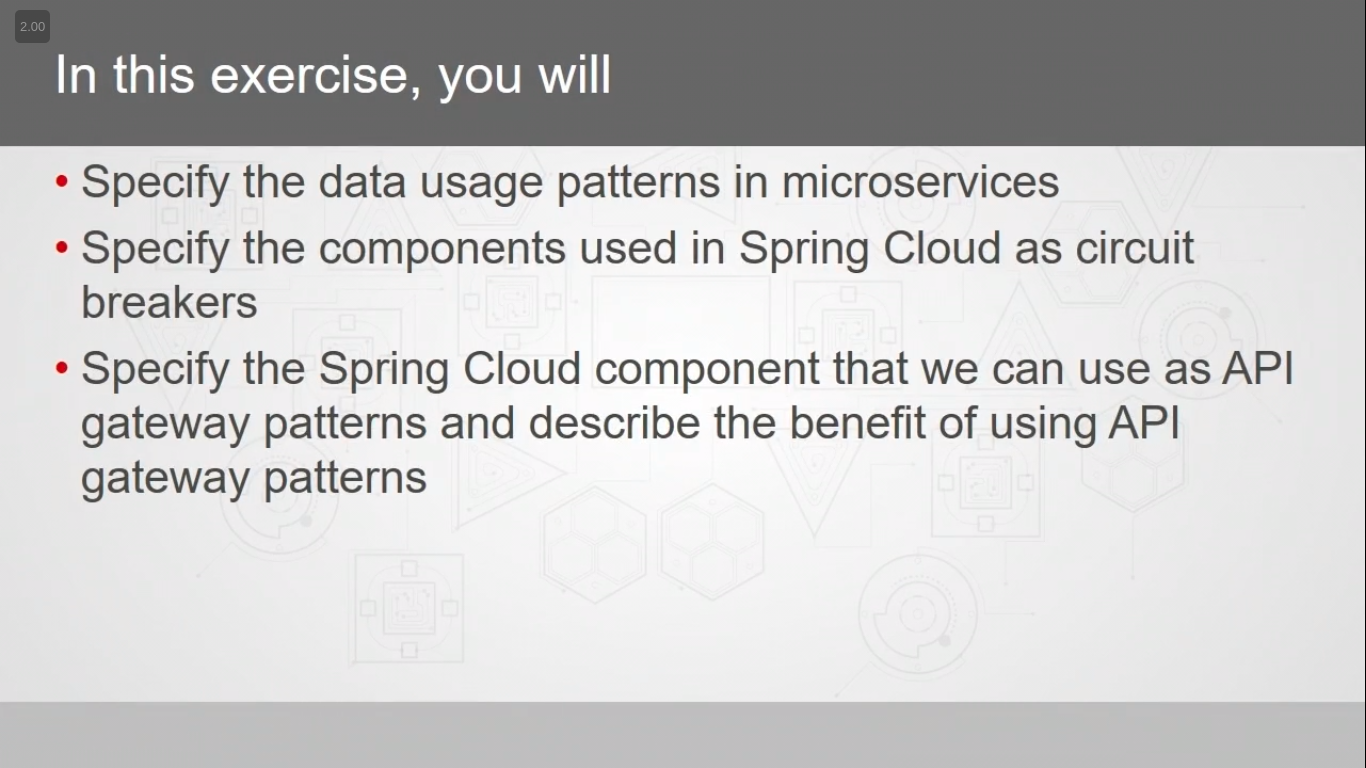 2.00
In this exercise, you will
• Specify the data usage patterns in microservices
• Specify the components used in Spring Cloud as circuit
breakers
• Specify the Spring Cloud component that we can use as API
gateway patterns and describe the benefit of using API
gateway patterns